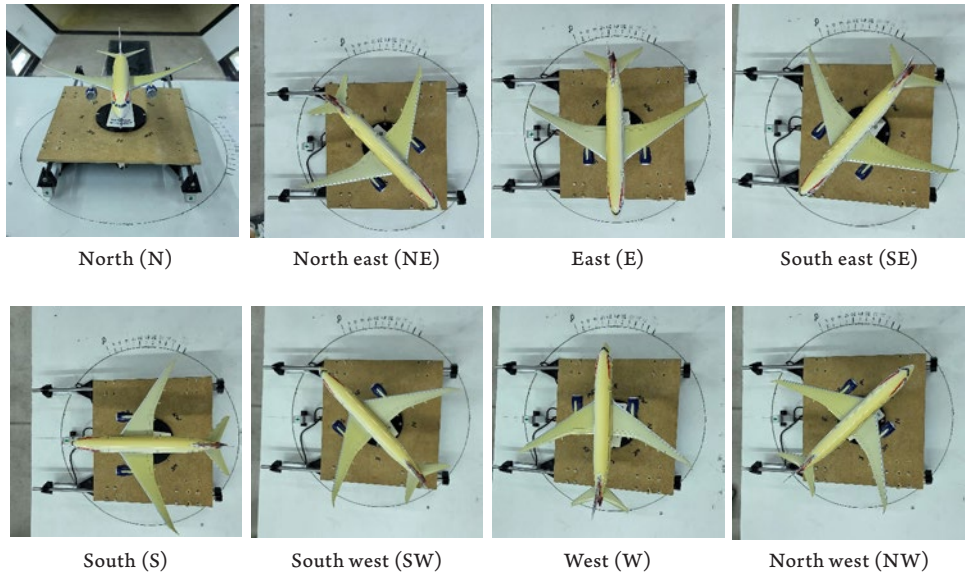 North (N)
North east (NE)
East (E)
South east (SE)
South (S)
South west (SW)
West (W)
North west (NW)